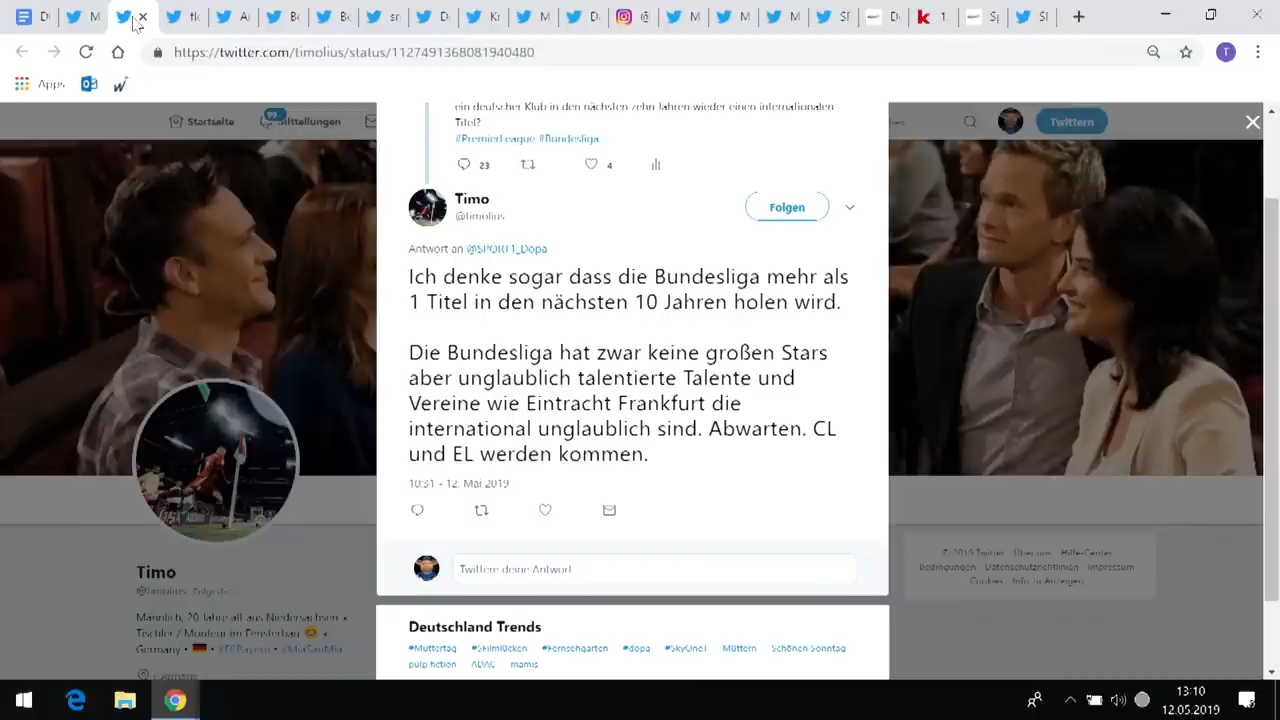 https://twitter.com/timolius/status/1127491368081940480
Apps
Startseite
99+
Mitteilungen
Twittern
ein deutscher Klub in den nächsten zehn Jahren wieder einen internationalen
Titel?
#PremierLeague #Bundesliga
23
4
Timo
@timolius
Folgen
Antwort an @SPORT1_Dopa
Ich denke sogar dass die Bundesliga mehr als
1 Titel in den nächsten 10 Jahren holen wird.
Die Bundesliga hat zwar keine großen Stars
aber unglaublich talentierte Talente und
Vereine wie Eintracht Frankfurt die
international unglaublich sind. Abwarten. CL
und EL werden kommen.
10:31 - 12. Mai 2019
Twittere deine Antwort
Timo
@timolius
Männlich, 20 Jahre alt aus Niedersachsen ×
Tischler / Monteur im Fensterbau
Germany • #FCBayern • #MiaSanMia
© 2019 Twitter Über uns Hilfe-Center
Bedingungen Datenschutzrichtlinien Impressum
Cookies Info zu Anzeigen
Deutschland Trends
#Muttertag #5Filmlücken #Fernsehgarten #dopa #SkyOne1 Müttern Schönen Sonntag
pulp fiction ADAC mamis
13:10
12.05.2019